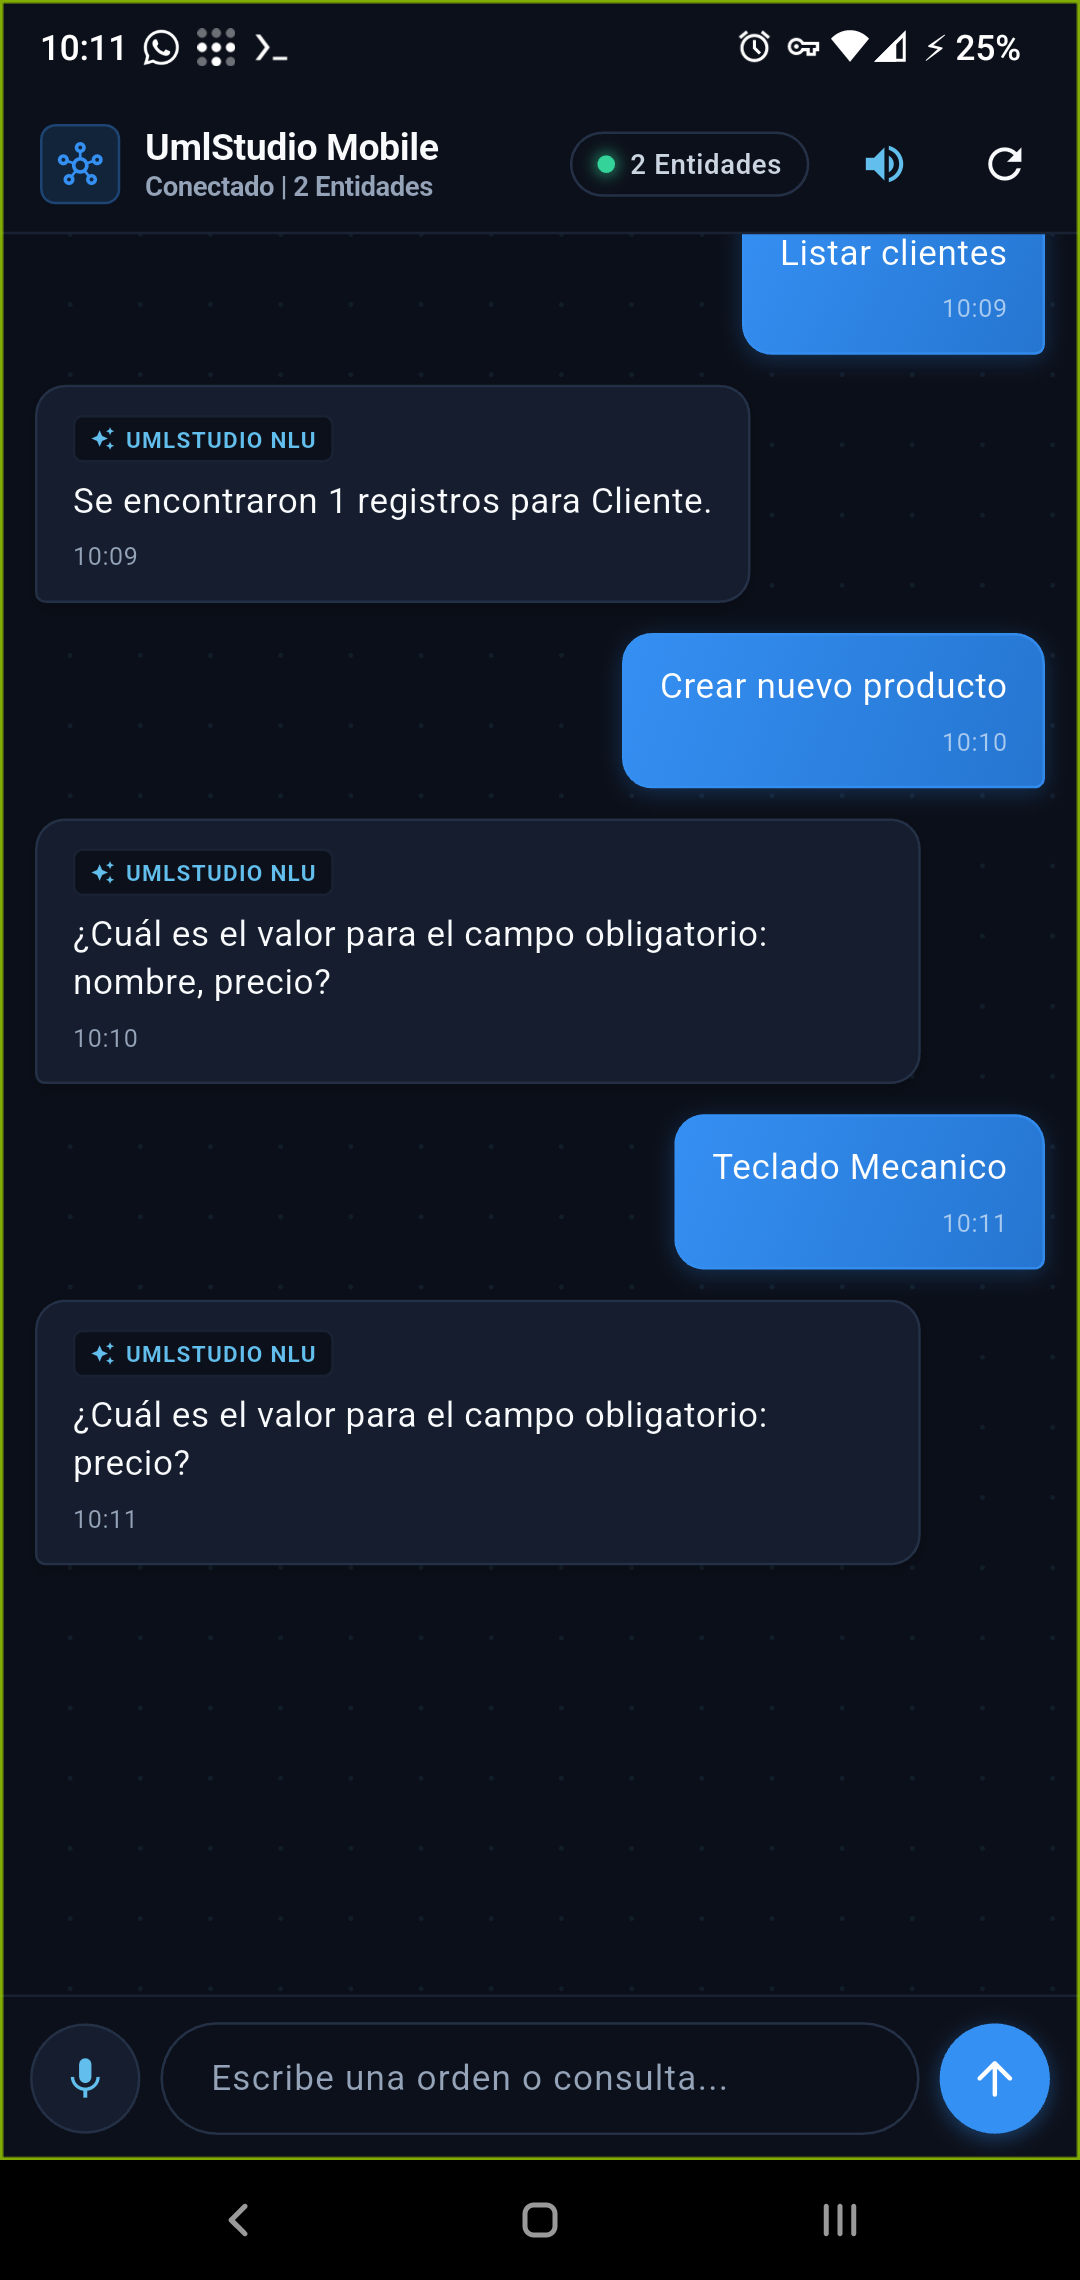 10:11
25%
UmlStudio Mobile
Conectado | 2 Entidades
2 Entidades
Listar clientes
10:09
UMLSTUDIO NLU
Se encontraron 1 registros para Cliente.
10:09
Crear nuevo producto
10:10
UMLSTUDIO NLU
¿Cuál es el valor para el campo obligatorio:
nombre, precio?
10:10
Teclado Mecanico
10:11
UMLSTUDIO NLU
¿Cuál es el valor para el campo obligatorio:
precio?
10:11
Escribe una orden o consulta...